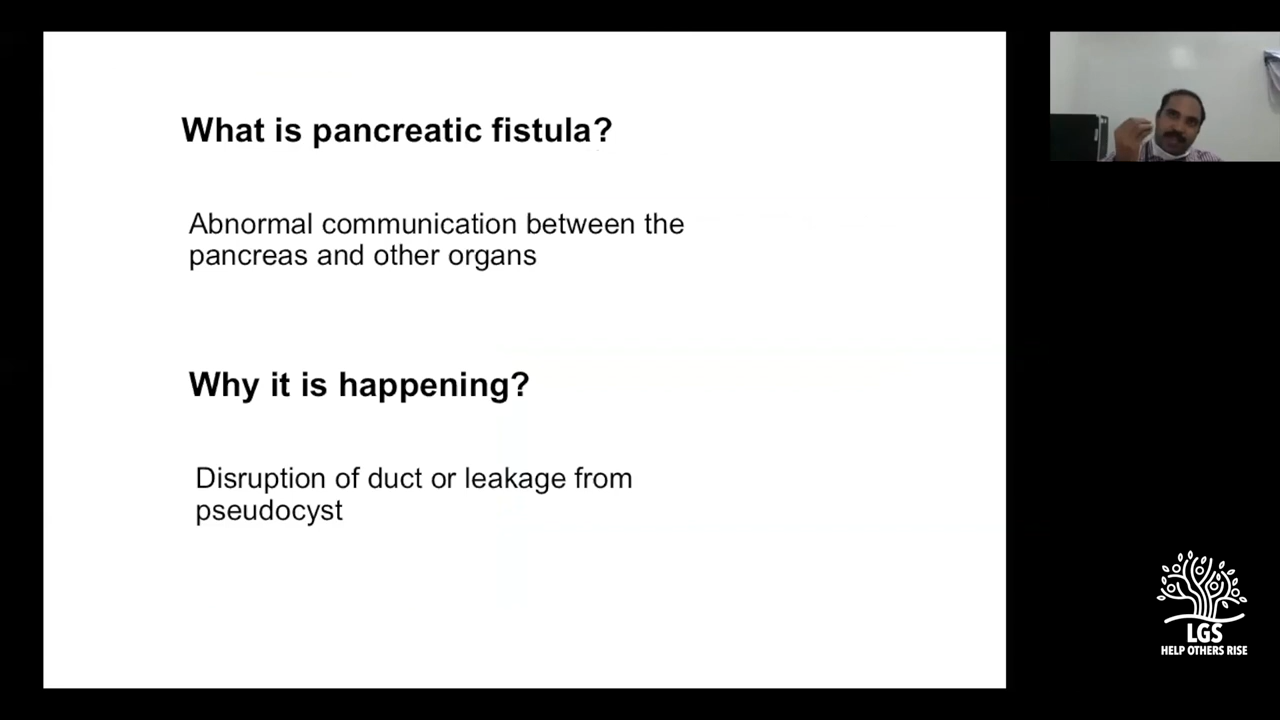 What is pancreatic fistula?
Abnormal communication between the
pancreas and other organs
Why it is happening?
Disruption of duct or leakage from
pseudocyst
LGS
HELP OTHERS RISE